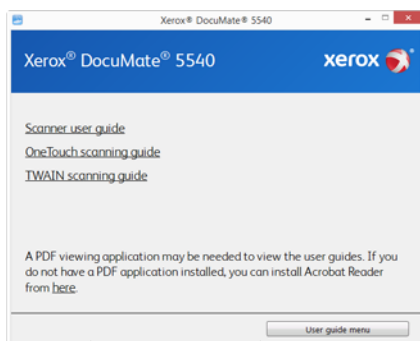 Xerox® DocuMate® 5540
Xerox® DocuMate® 5540
xerox
Scanner user guide
OneTouch scanning guide
TWAIN scanning guide
A PDF viewing application may be needed to view the user guides. If you
do not have a PDF application installed, you can install Acrobat Reader
from here.
User guide menu